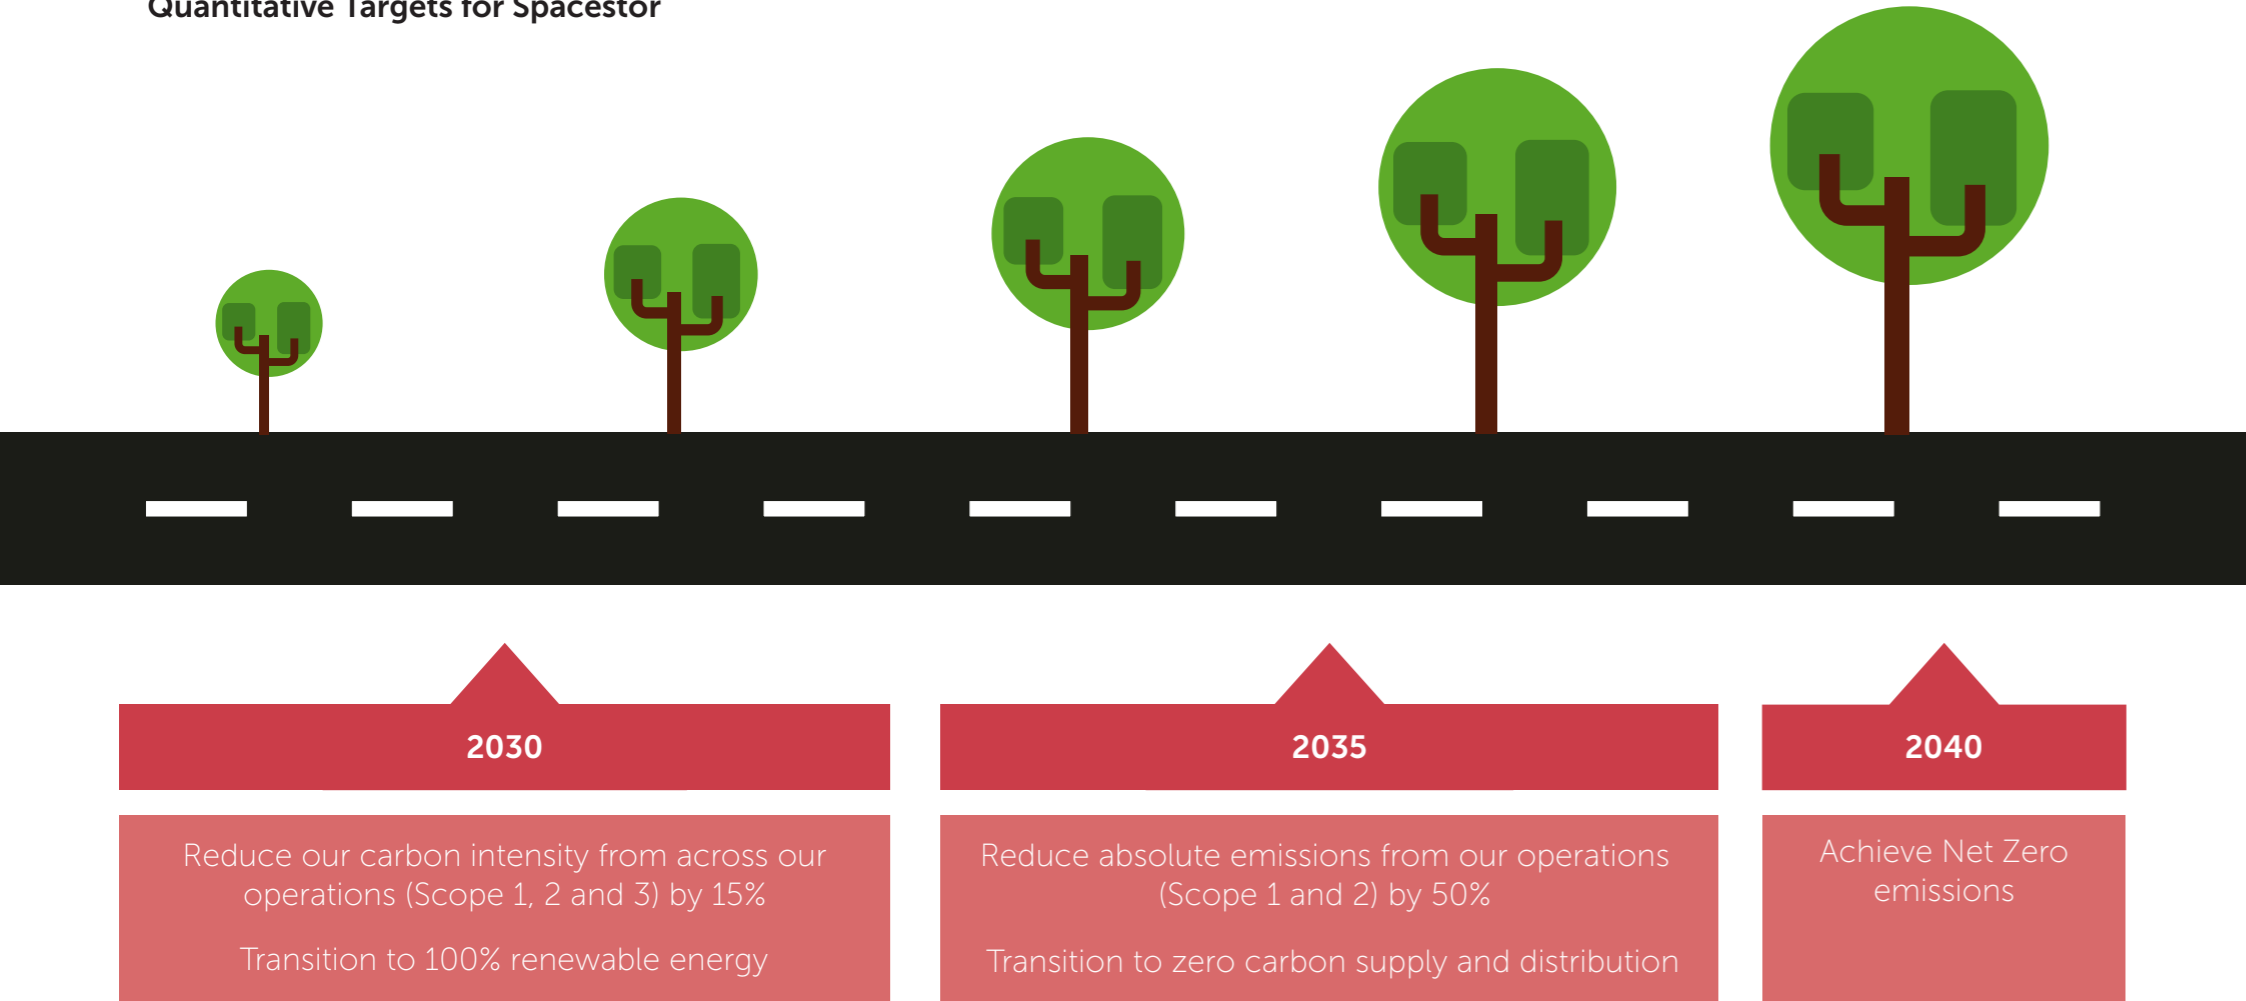 Quantitative Targets for Spacestor
2030
Reduce our carbon intensity from across our
operations (Scope 1, 2 and 3) by 15%
Transition to 100% renewable energy
2035
Reduce absolute emissions from our operations
(Scope 1 and 2) by 50%
Transition to zero carbon supply and distribution
2040
Achieve Net Zero
emissions